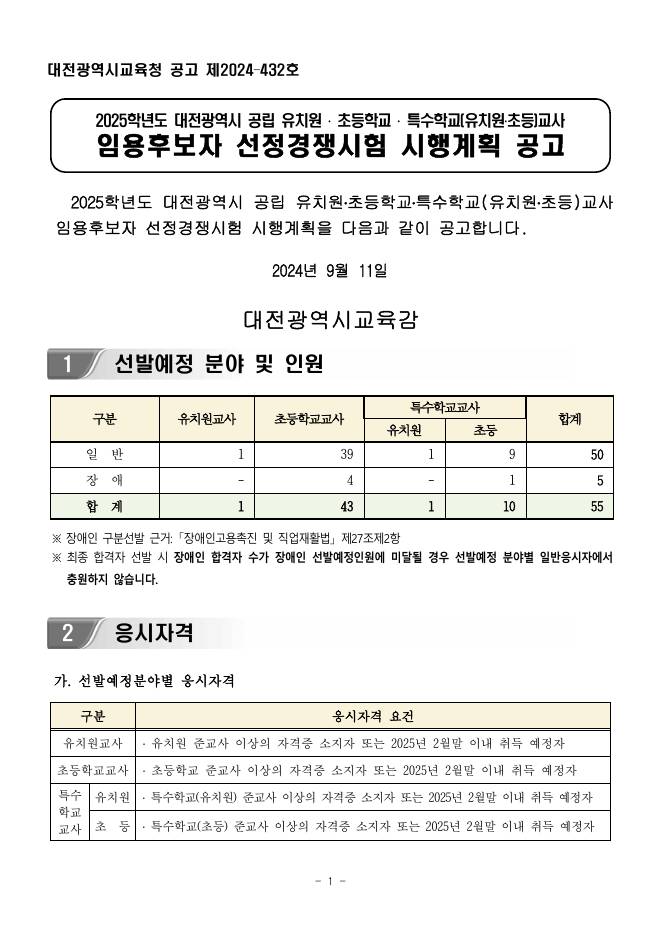 대전광역시교육청 공고 제2024-432호
2025학년도 대전광역시 공립 유치원 · 초등학교 · 특수학교(유치원·초등)교사
임용후보자 선정경쟁시험 시행계획 공고
2025학년도 대전광역시 공립 유치원·초등학교·특수학교(유치원·초등)교사
임용후보자 선정경쟁시험 시행계획을 다음과 같이 공고합니다.
2024년 9월 11일
대전광역시교육감
1 선발예정 분야 및 인원
구분 유치원교사 초등학교교사 특수학교교사 합계
유치원 초등
일 반 1 39 1 9 50
장 애 - 4 - 1 5
합 계 1 43 1 10 55
※ 장애인 구분선발 근거:「장애인고용촉진 및 직업재활법」제27조제2항
※ 최종 합격자 선발 시 장애인 합격자 수가 장애인 선발예정인원에 미달될 경우 선발예정 분야별 일반응시자에서
충원하지 않습니다.
2 응시자격
가. 선발예정분야별 응시자격
구분 응시자격 요건
유치원교사 · 유치원 준교사 이상의 자격증 소지자 또는 2025년 2월말 이내 취득 예정자
초등학교교사 · 초등학교 준교사 이상의 자격증 소지자 또는 2025년 2월말 이내 취득 예정자
특수
학교
교사
유치원 · 특수학교(유치원) 준교사 이상의 자격증 소지자 또는 2025년 2월말 이내 취득 예정자
초 등 · 특수학교(초등) 준교사 이상의 자격증 소지자 또는 2025년 2월말 이내 취득 예정자
- 1 -